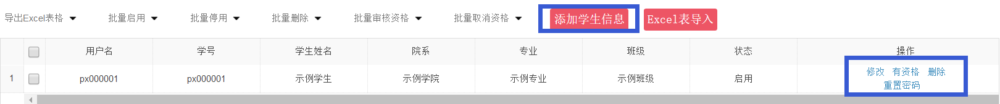 导出Excel表格 批量启用 批量停用 批量删除 批量审核资格 批量取消资格 添加学生信息 Excel表导入
用户名 学号 学生姓名 院系 专业 班级 状态 操作
1 px000001 px000001 示例学生 示例学院 示例专业 示例班级 启用 修改 有资格 删除
重置密码